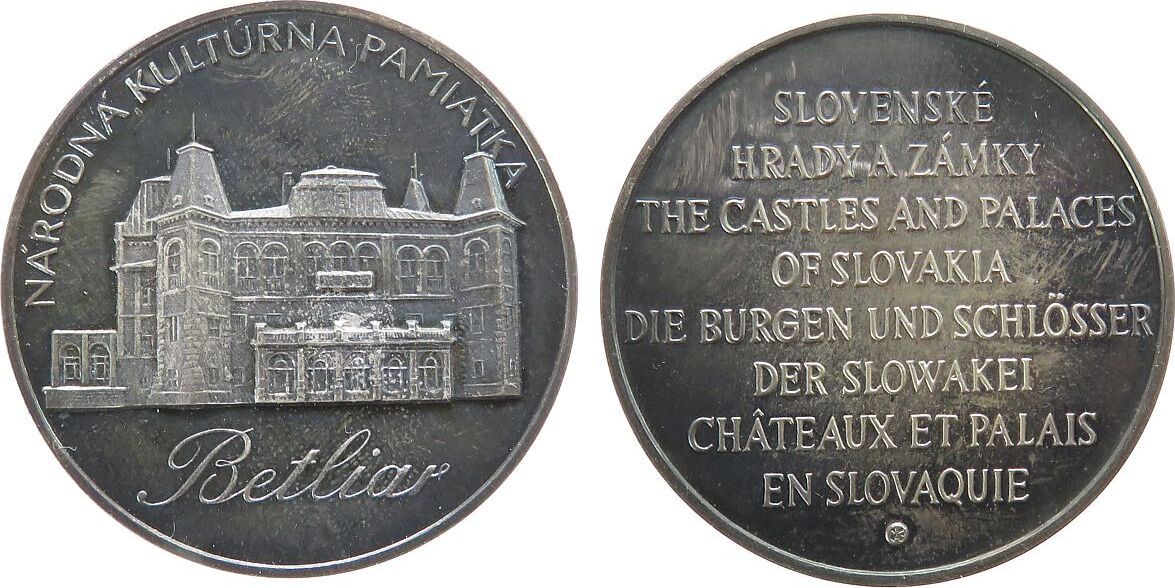 NÁRODNÁ KULTÚRNA PAMIATKA
Betliar
SLOVENSKÉ
HRADY A ZÁMKY
THE CASTLES AND PALACES
OF SLOVAKIA
DIE BURGEN UND SCHLÖSSER
DER SLOWAKEI
CHÂTEAUX ET PALAIS
EN SLOVAQUIE